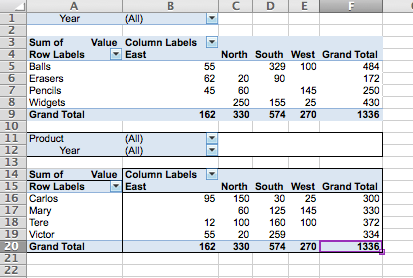 A B C D E F
1 Year (All)
2
3 Sum of Value Column Labels
4 Row Labels East North South West Grand Total
5 Balls 55 329 100 484
6 Erasers 62 20 90 172
7 Pencils 45 60 145 250
8 Widgets 250 155 25 430
9 Grand Total 162 330 574 270 1336
10
11 Product (All)
12 Year (All)
13
14 Sum of Value Column Labels
15 Row Labels East North South West Grand Total
16 Carlos 95 150 30 25 300
17 Mary 60 125 145 330
18 Tere 12 100 160 100 372
19 Victor 55 20 259 334
20 Grand Total 162 330 574 270 1336
21
22